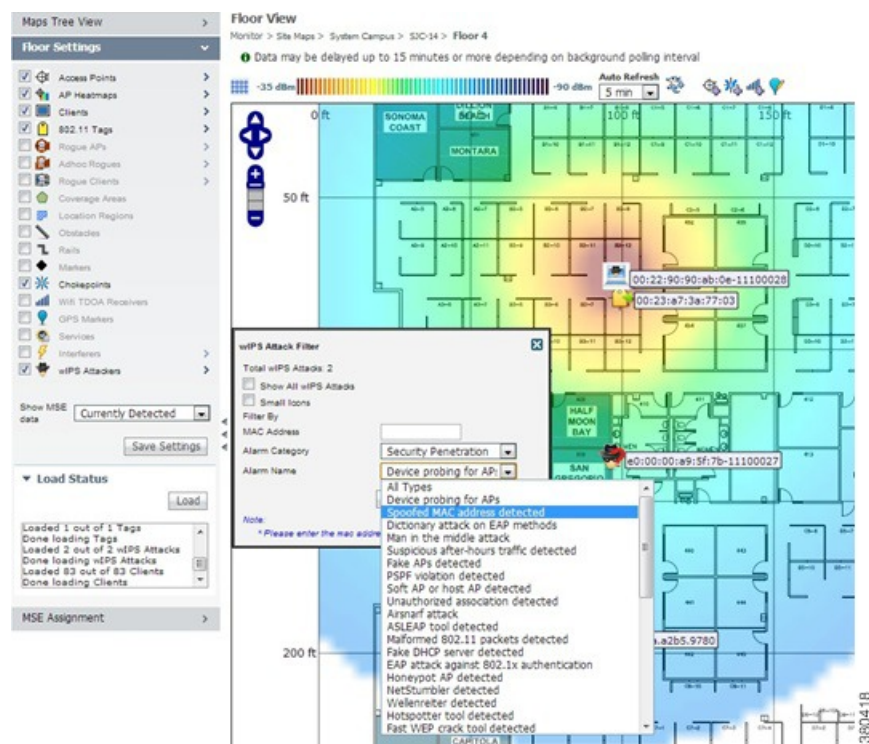 Maps Tree View
Floor Settings
Access Points
AP Heatmaps
Clients
802.11 Tags
Rogue APs
Adhoc Rogues
Rogue Clients
Coverage Areas
Location Regions
Obstacles
Rails
Markers
Chokepoints
Wifi TDOA Receivers
GPS Markers
Services
Interferers
wIPS Attackers
Show MSE data
Currently Detected
Save Settings
Load Status
Load
Loaded 1 out of 1 Tags
Done loading Tags
Loaded 2 out of 2 wIPS Attacks
Done loading wIPS Attacks
Loaded 83 out of 83 Clients
Done loading Clients
MSE Assignment
Floor View
Monitor > Site Maps > System Campus > SJC-14 > Floor 4
Data may be delayed up to 15 minutes or more depending on background polling interval
-35 dBm
-90 dBm
Auto Refresh
5 min
0 ft
100 ft
150 ft
50 ft
200 ft
SONOMA COAST
BEACH
MONTARA
00:22:90:90:ab:0e-11100028
00:23:a7:3a:77:03
HALF MOON BAY
SAN GREGORIO
e0:00:00:a9:5f:7b-11100027
a.a2b5.9780
CAPITOLA
wIPS Attack Filter
Total wIPS Attacks: 2
Show All wIPS Attacks
Small Icons
Filter By
MAC Address
Alarm Category
Security Penetration
Alarm Name
Device probing for AP:
Note:
* Please enter the mac addre
All Types
Device probing for APs
Spoofed MAC address detected
Dictionary attack on EAP methods
Man in the middle attack
Suspicious after-hours traffic detected
Fake APs detected
PSPF violation detected
Soft AP or host AP detected
Unauthorized association detected
Airsnarf attack
ASLEAP tool detected
Malformed 802.11 packets detected
Fake DHCP server detected
EAP attack against 802.1x authentication
Honeypot AP detected
NetStumbler detected
Wellenreiter detected
Hotspotter tool detected
Fast WEP crack tool detected
380418